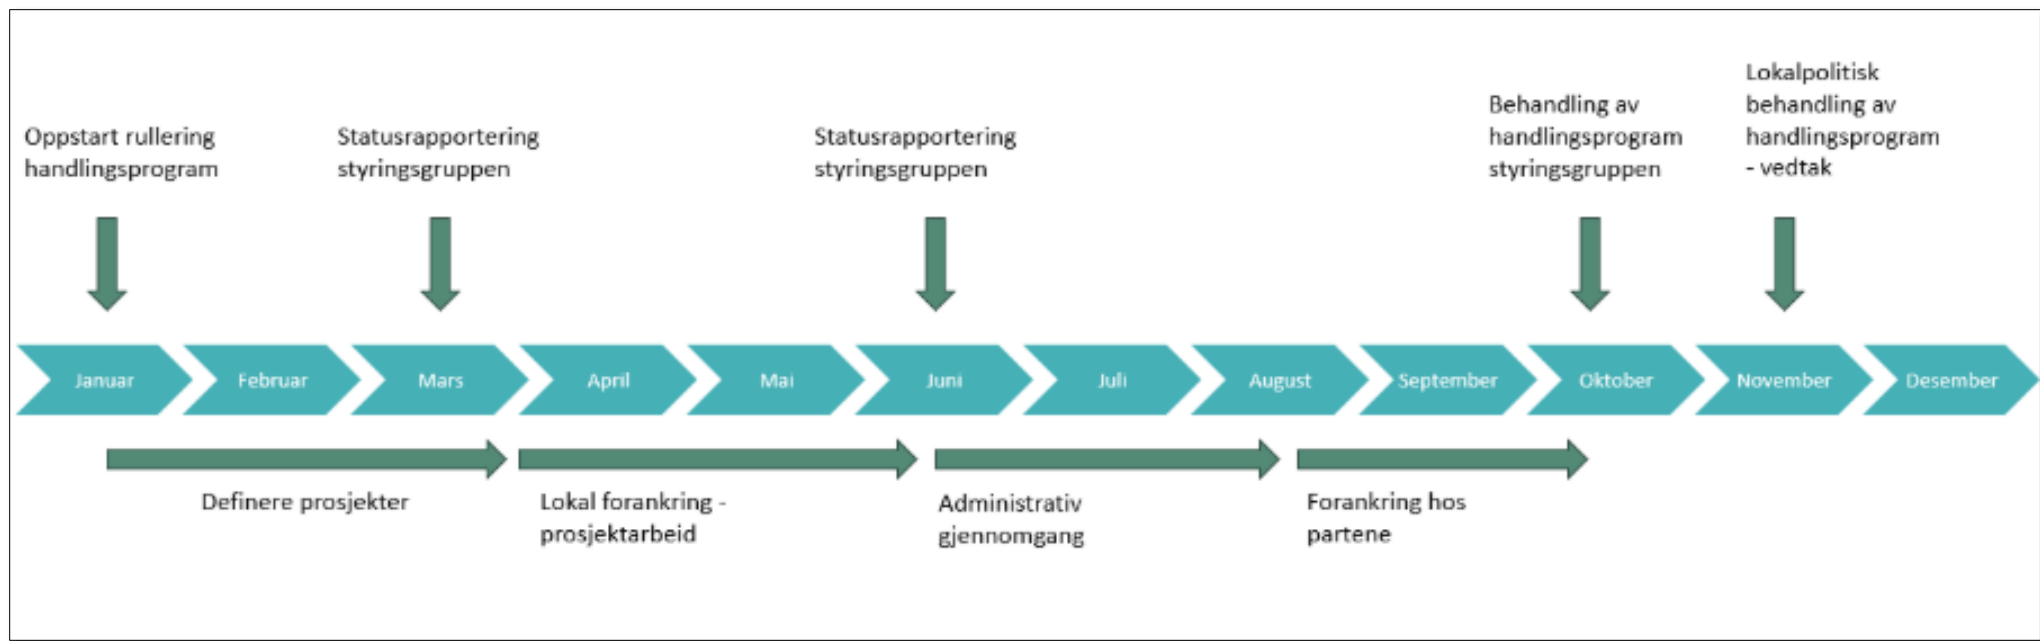 Oppstart rullering
handlingsprogram
Statusrapportering
styringsgruppen
Statusrapportering
styringsgruppen
Behandling av
handlingsprogram
styringsgruppen
Lokalpolitisk
behandling av
handlingsprogram
- vedtak
Januar
Februar
Mars
April
Mai
Juni
Juli
August
September
Oktober
November
Desember
Definere prosjekter
Lokal forankring -
prosjektarbeid
Administrativ
gjennomgang
Forankring hos
partene